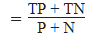 = TP + TN
P + N